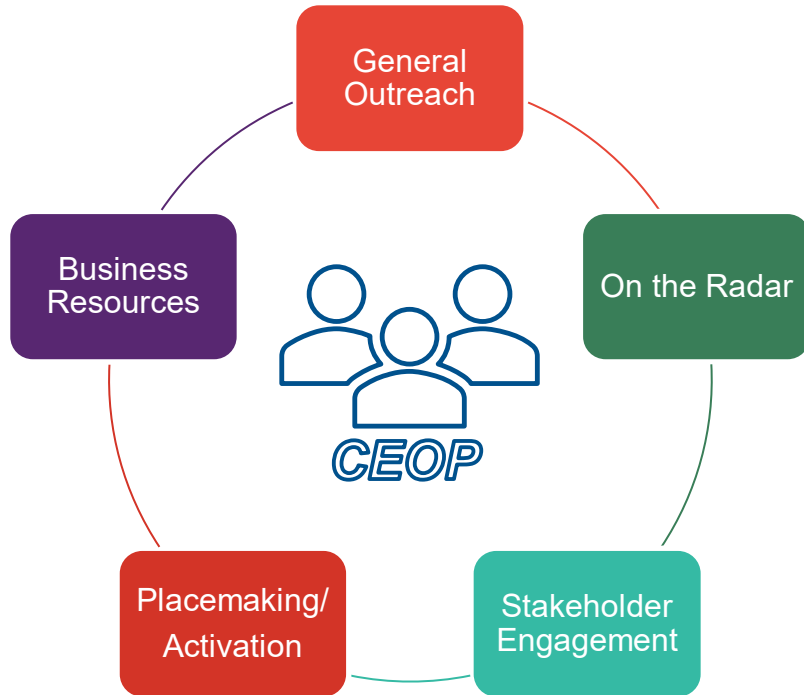 General
Outreach
Business
Resources
On the Radar
CEOP
Placemaking/
Activation
Stakeholder
Engagement